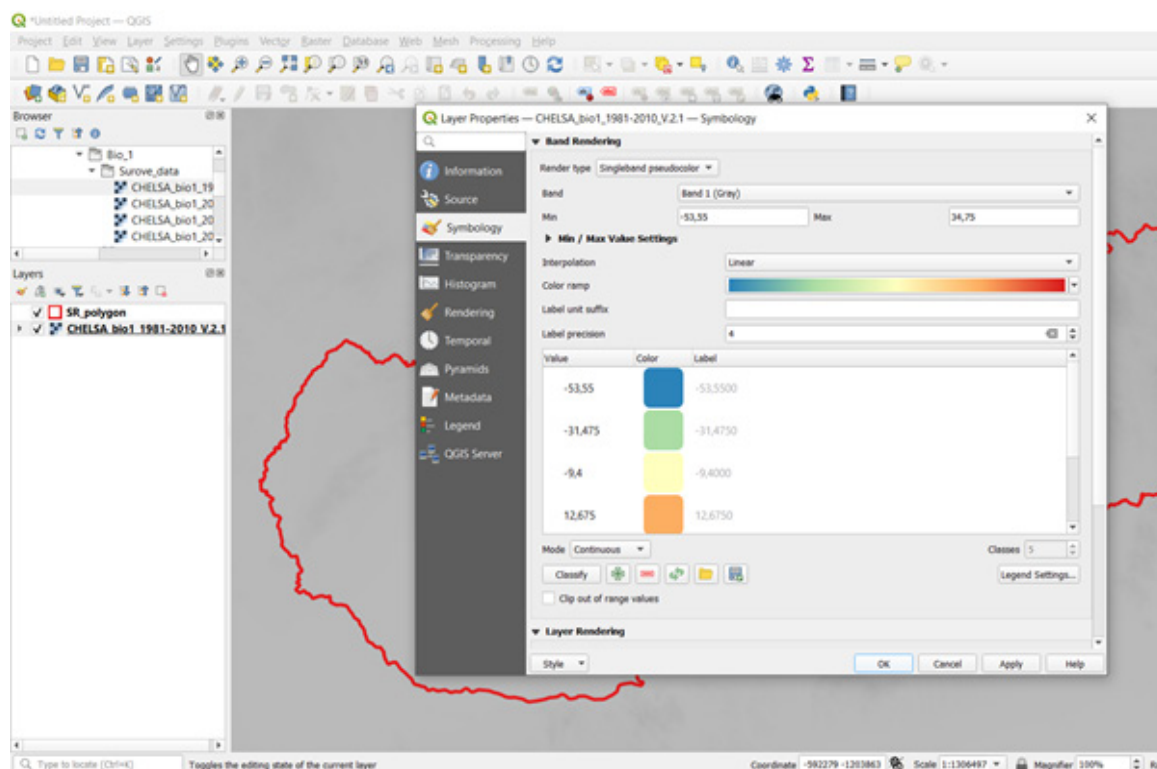 *Untitled Project — QGIS
Project Edit View Layer Settings Plugins Vector Raster Database Web Mesh Processing Help
Browser
Bio_1
Surove_data
CHELSA_bio1_19
CHELSA_bio1_20
CHELSA_bio1_20
CHELSA_bio1_20
Layers
SR_polygon
CHELSA bio1 1981-2010 V.2.1
Layer Properties — CHELSA_bio1_1981-2010_V.2.1 — Symbology
Information
Source
Symbology
Transparency
Histogram
Rendering
Temporal
Pyramids
Metadata
Legend
QGIS Server
Band Rendering
Render type Singleband pseudocolor
Band Band 1 (Gray)
Min -53,55 Max 34,75
Min / Max Value Settings
Interpolation Linear
Color ramp
Label unit suffix
Label precision 4
Value Color Label
-53,55 -53,5500
-31,475 -31,4750
-9,4 -9,4000
12,675 12,6750
Mode Continuous Classes 5
Classify Legend Settings...
Clip out of range values
Layer Rendering
Style OK Cancel Apply Help
Type to locate (Ctrl+K) Toggles the editing state of the current layer Coordinate -592279 -1203863 Scale 1:1306497 Magnifier 100%